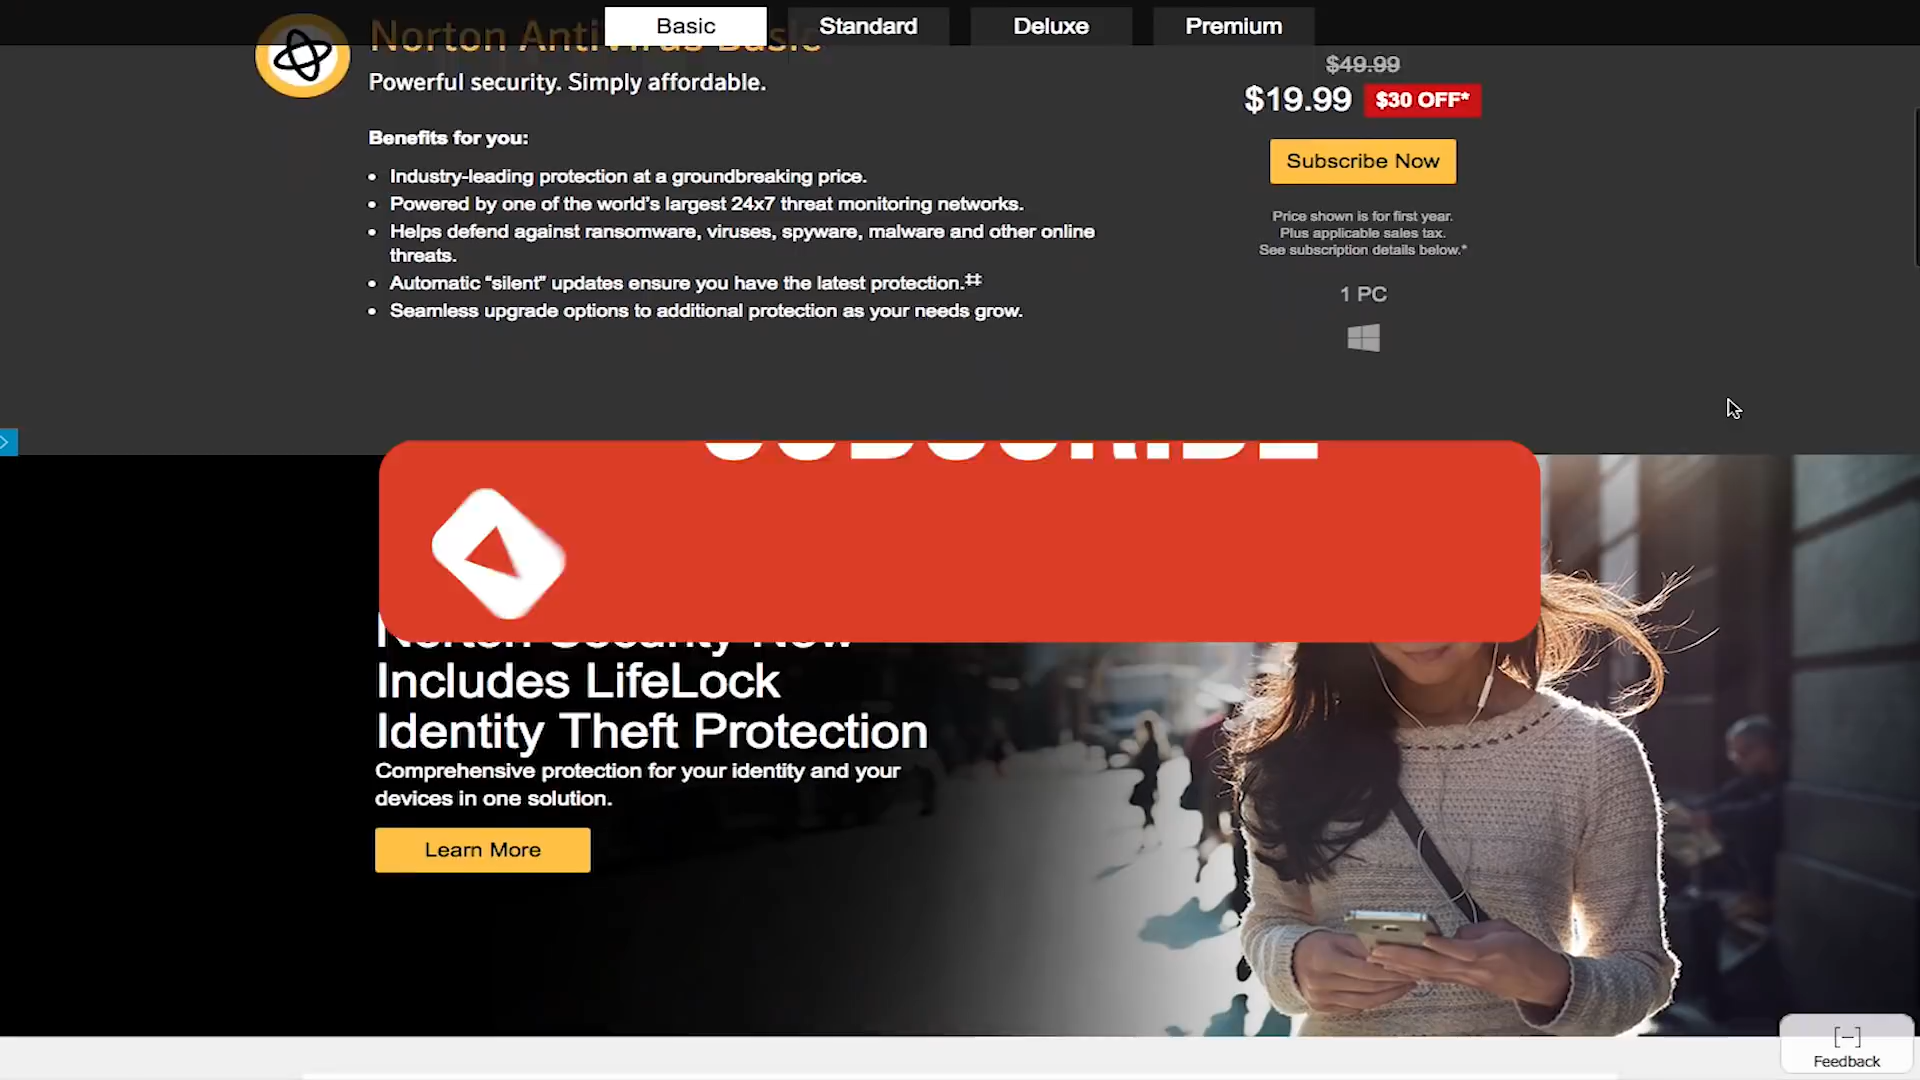 Basic
Standard
Deluxe
Premium
Norton AntiVirus Basic
Powerful security. Simply affordable.
Benefits for you:
• Industry-leading protection at a groundbreaking price.
• Powered by one of the world's largest 24x7 threat monitoring networks.
• Helps defend against ransomware, viruses, spyware, malware and other online
threats.
• Automatic “silent” updates ensure you have the latest protection.‡‡
• Seamless upgrade options to additional protection as your needs grow.
$49.99
$19.99 $30 OFF*
Subscribe Now
Price shown is for first year.
Plus applicable sales tax.
See subscription details below.*
1 PC
SUBSCRIBE
Norton Security Now
Includes LifeLock
Identity Theft Protection
Comprehensive protection for your identity and your
devices in one solution.
Learn More
[–]
Feedback